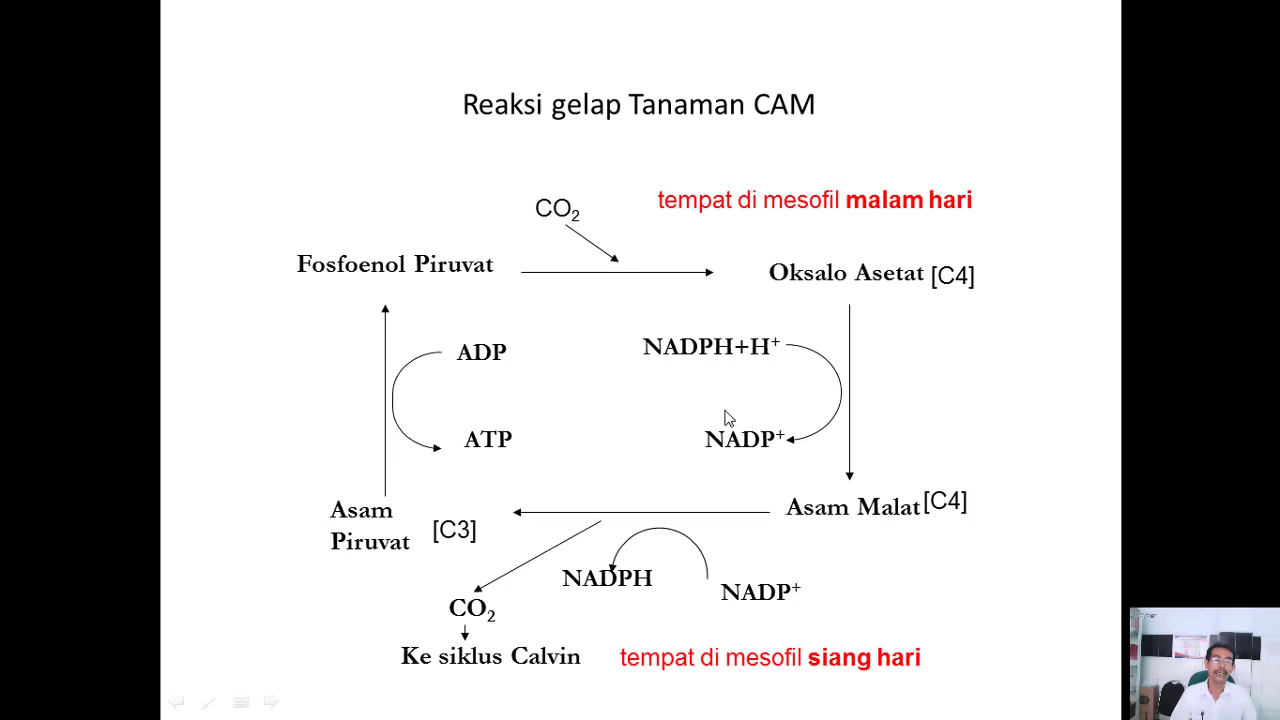 Reaksi gelap Tanaman CAM
tempat di mesofil malam hari
CO₂
Fosfoenol Piruvat
Oksalo Asetat [C4]
ADP
NADPH+H⁺
ATP
NADP⁺
Asam
Piruvat
[C3]
Asam Malat [C4]
NADPH
NADP⁺
CO₂
Ke siklus Calvin
tempat di mesofil siang hari